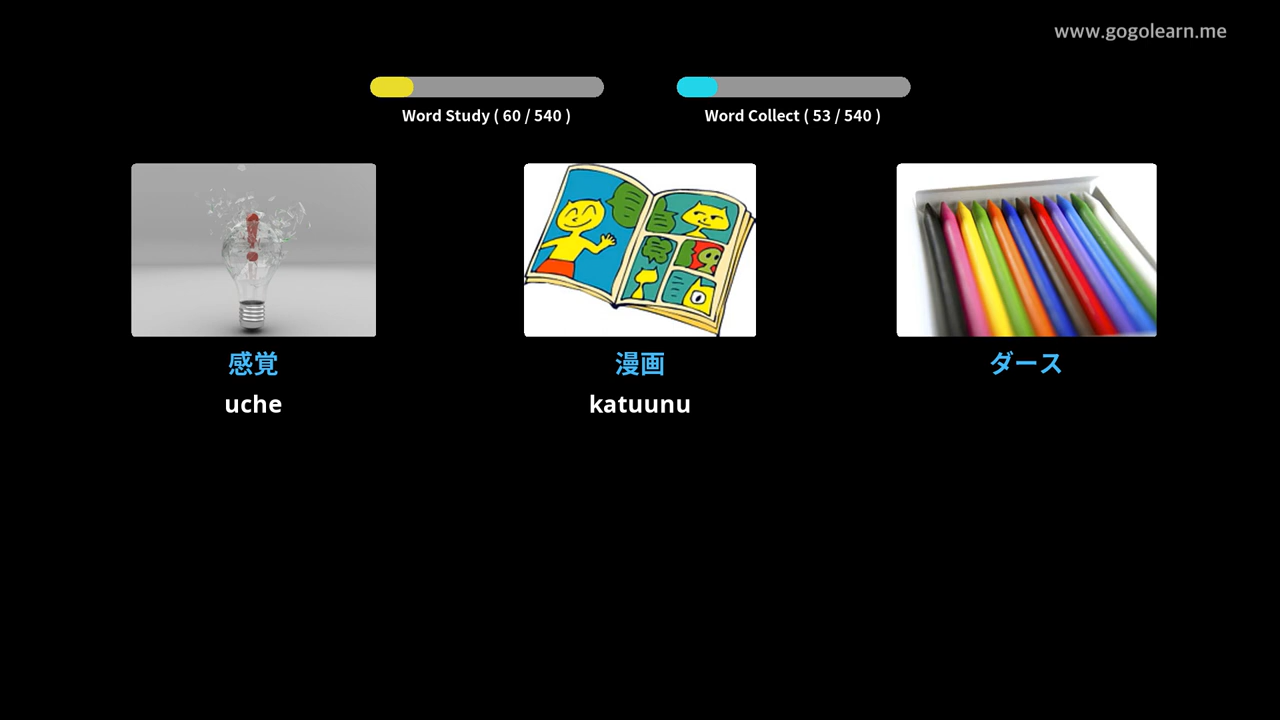 www.gogolearn.me
Word Study ( 60 / 540 )
Word Collect ( 53 / 540 )
感覚
漫画
ダース
uche
katuunu